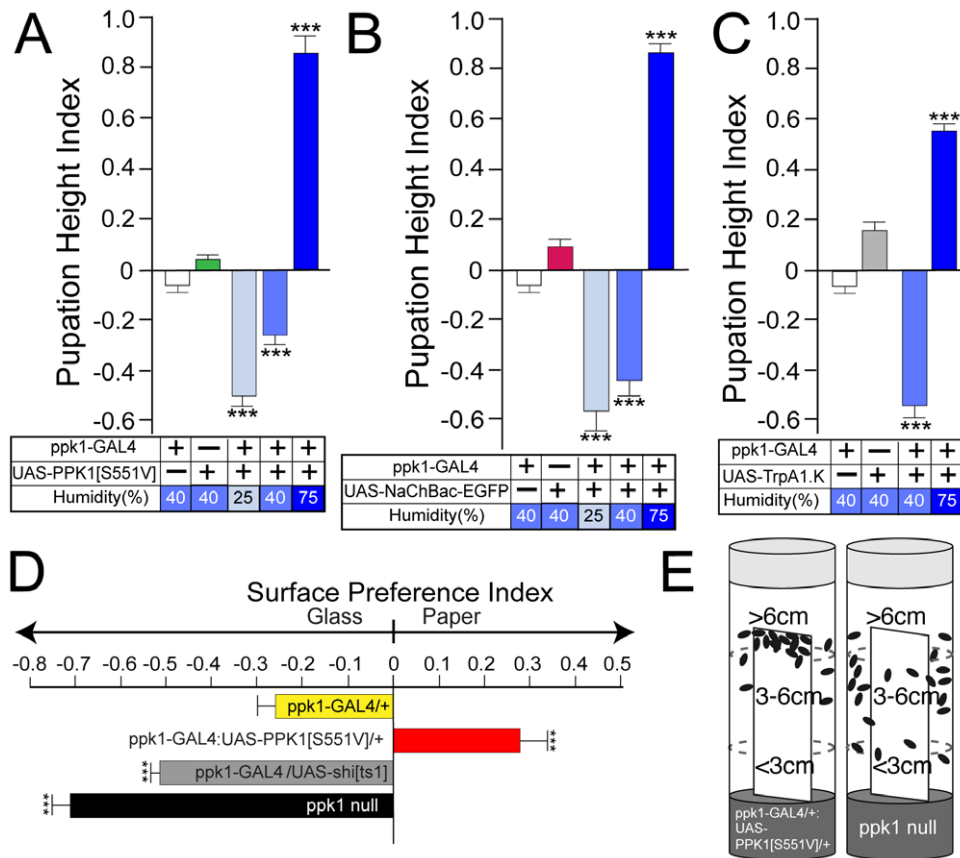 A
Pupation Height Index
1.0
0.8
0.6
0.4
0.2
0
-0.2
-0.4
-0.6
***
***
***
ppk1-GAL4 + − + + +
UAS-PPK1[S551V] − + + + +
Humidity(%) 40 40 25 40 75
B
Pupation Height Index
1.0
0.8
0.6
0.4
0.2
0
-0.2
-0.4
-0.6
***
***
***
ppk1-GAL4 + − + + +
UAS-NaChBac-EGFP − + + + +
Humidity(%) 40 40 25 40 75
C
Pupation Height Index
1.0
0.8
0.6
0.4
0.2
0
-0.2
-0.4
-0.6
***
***
ppk1-GAL4 + − + +
UAS-TrpA1.K − + + +
Humidity(%) 40 40 40 75
D
Surface Preference Index
Glass Paper
-0.8 -0.7 -0.6 -0.5 -0.4 -0.3 -0.2 -0.1 0 0.1 0.2 0.3 0.4 0.5
ppk1-GAL4/+
ppk1-GAL4:UAS-PPK1[S551V]/+
***
***
ppk1-GAL4 /UAS-shi[ts1]
***
ppk1 null
E
>6cm
3-6cm
<3cm
ppk1-GAL4/+:
UAS-
PPK1[S551V]/+
>6cm
3-6cm
<3cm
ppk1 null